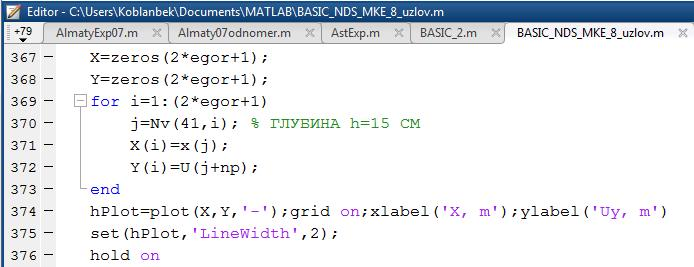 Editor - C:\Users\Koblanbek\Documents\MATLAB\BASIC_NDS_MKE_8_uzlov.m
+79 AlmatyExp07.m × Almaty07odnomer.m × AstExp.m × BASIC_2.m × BASIC_NDS_MKE_8_uzlov.m ×
367 - X=zeros(2*egor+1);
368 - Y=zeros(2*egor+1);
369 - for i=1:(2*egor+1)
370 - j=Nv(41,i); % ГЛУБИНА h=15 СМ
371 - X(i)=x(j);
372 - Y(i)=U(j+np);
373 - end
374 - hPlot=plot(X,Y,'-');grid on;xlabel('X, m');ylabel('Uy, m')
375 - set(hPlot,'LineWidth',2);
376 - hold on